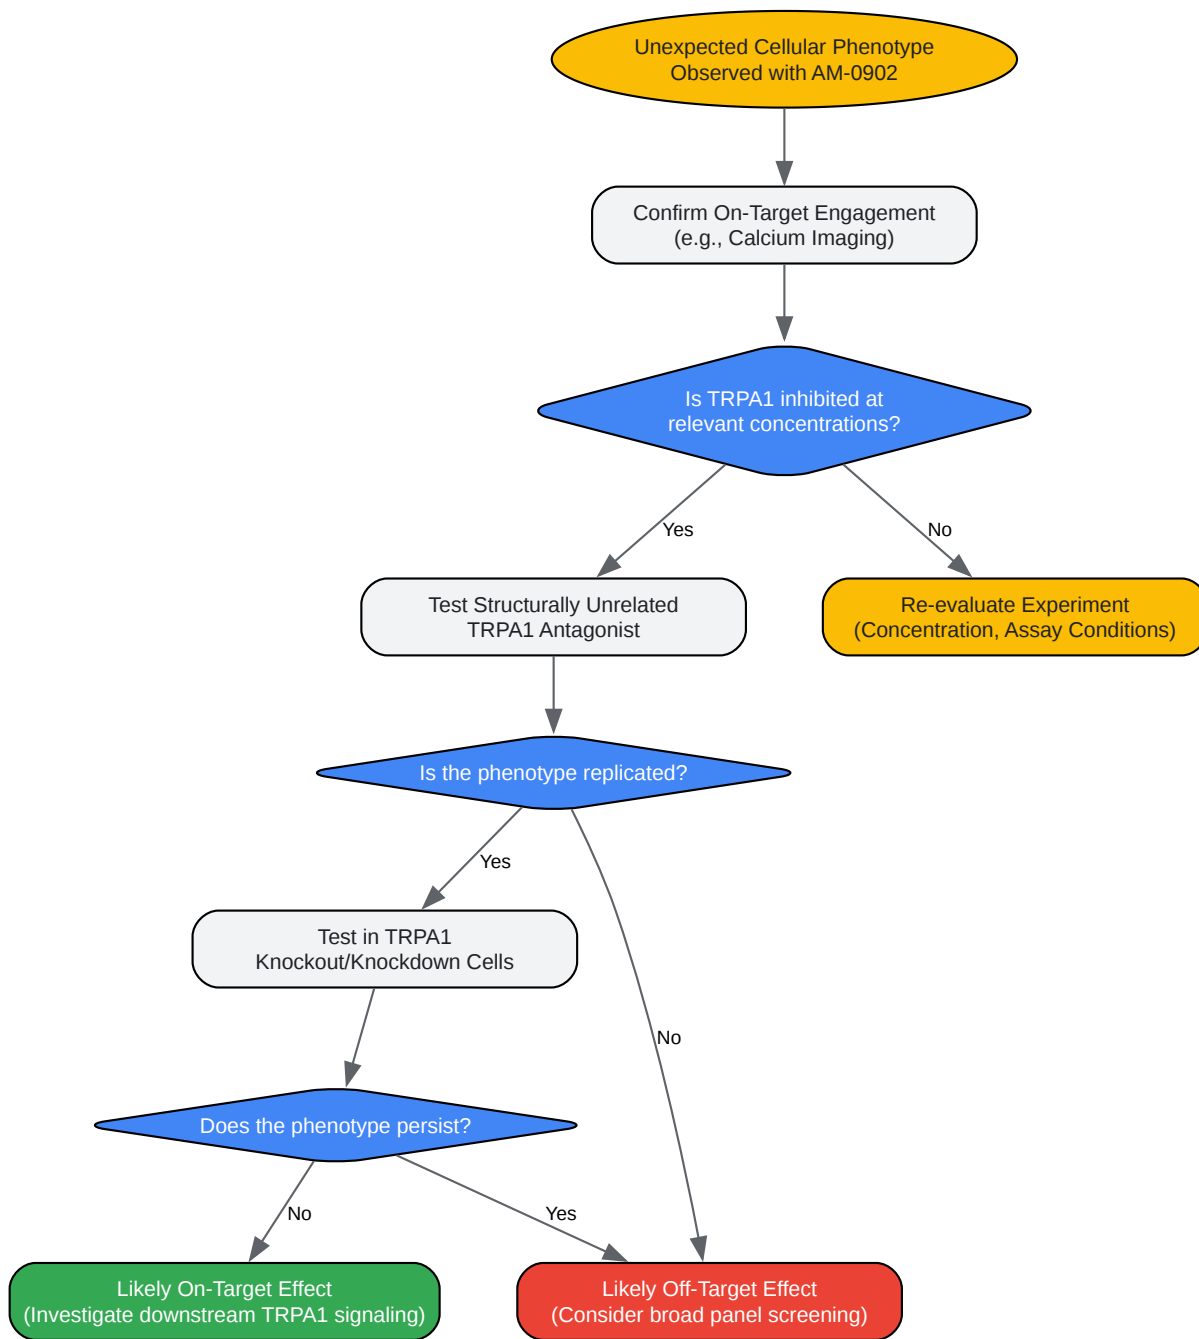 Unexpected Cellular Phenotype
Observed with AM-0902
Confirm On-Target Engagement
(e.g., Calcium Imaging)
Is TRPA1 inhibited at
relevant concentrations?
Yes
No
Test Structurally Unrelated
TRPA1 Antagonist
Re-evaluate Experiment
(Concentration, Assay Conditions)
Is the phenotype replicated?
Yes
Test in TRPA1
Knockout/Knockdown Cells
No
Does the phenotype persist?
No
Yes
Likely On-Target Effect
(Investigate downstream TRPA1 signaling)
Likely Off-Target Effect
(Consider broad panel screening)